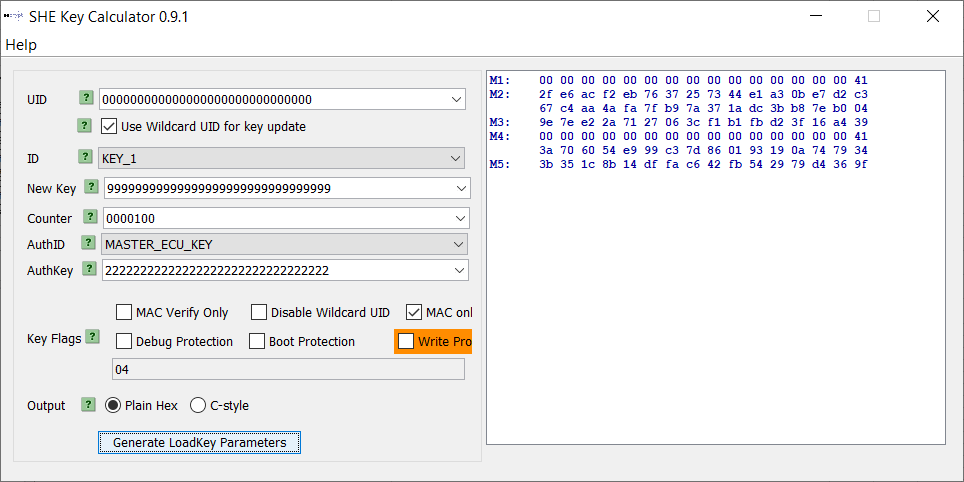 SHE Key Calculator 0.9.1
Help
UID ? 00000000000000000000000000000000
? Use Wildcard UID for key update
ID ? KEY_1
New Key ? 99999999999999999999999999999999
Counter ? 0000100
AuthID ? MASTER_ECU_KEY
AuthKey ? 22222222222222222222222222222222
MAC Verify Only Disable Wildcard UID MAC onl
Key Flags ? Debug Protection Boot Protection Write Pro
04
Output ? Plain Hex C-style
Generate LoadKey Parameters
M1: 00 00 00 00 00 00 00 00 00 00 00 00 00 00 00 41
M2: 2f e6 ac f2 eb 76 37 25 73 44 e1 a3 0b e7 d2 c3
67 c4 aa 4a fa 7f b9 7a 37 1a dc 3b b8 7e b0 04
M3: 9e 7e e2 2a 71 27 06 3c f1 b1 fb d2 3f 16 a4 39
M4: 00 00 00 00 00 00 00 00 00 00 00 00 00 00 00 41
3a 70 60 54 e9 99 c3 7d 86 01 93 19 0a 74 79 34
M5: 3b 35 1c 8b 14 df fa c6 42 fb 54 29 79 d4 36 9f